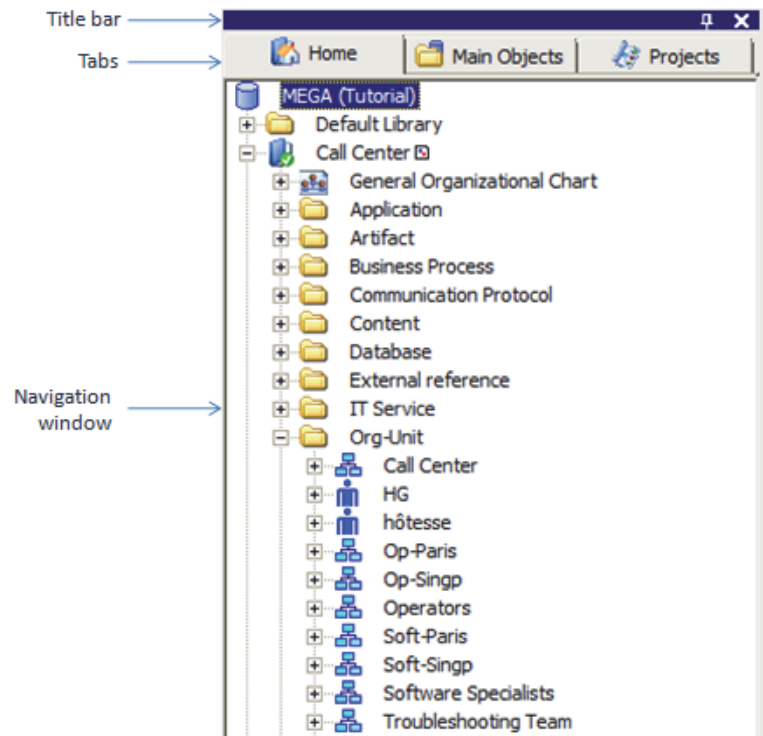 Title bar
Tabs
Home
Main Objects
Projects
MEGA (Tutorial)
Default Library
Call Center
General Organizational Chart
Application
Artifact
Business Process
Communication Protocol
Content
Database
External reference
Navigation
window
IT Service
Org-Unit
Call Center
HG
hôtesse
Op-Paris
Op-Singp
Operators
Soft-Paris
Soft-Singp
Software Specialists
Troubleshooting Team